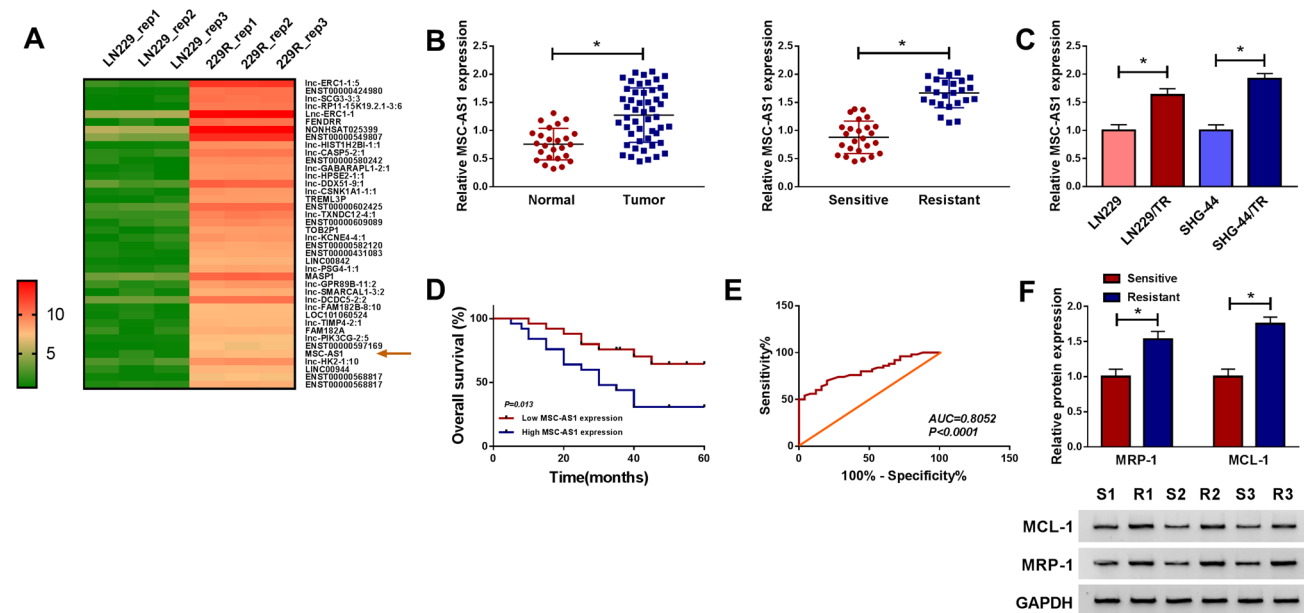 A
LN229_rep1
LN229_rep2
LN229_rep3
229R_rep1
229R_rep2
229R_rep3
lnc-ERC1-1:5
ENST00000424980
lnc-SCG3-3:3
lnc-RP11-15K19.2.1-3:6
Lnc-ERC1-1
FENDRR
NONHSAT025399
ENST00000549807
lnc-HIST1H2BI-1:1
lnc-CASP5-2:1
ENST00000580242
lnc-GABARAPL1-2:1
lnc-HPSE2-1:1
lnc-DDX51-9:1
lnc-CSNK1A1-1:1
TREML3P
ENST00000602425
lnc-TXNDC12-4:1
ENST00000609089
TOB2P1
lnc-KCNE4-4:1
ENST00000582120
ENST00000431083
LINC00842
lnc-PSG4-1:1
MASP1
lnc-GPR89B-11:2
lnc-SMARCAL1-3:2
lnc-DCDC5-2:2
lnc-FAM182B-8:10
LOC101060524
lnc-TIMP4-2:1
FAM182A
lnc-PIK3CG-2:5
ENST00000597169
MSC-AS1
lnc-HK2-1:10
LINC00944
ENST00000568817
ENST00000568817
10
5
B
Relative MSC-AS1 expression
2.5
2.0
1.5
1.0
0.5
0.0
*
Normal
Tumor
Relative MSC-AS1 expression
2.5
2.0
1.5
1.0
0.5
0.0
*
Sensitive
Resistant
C
Relative MSC-AS1 expression
2.5
2.0
1.5
1.0
0.5
0.0
*
*
LN229
LN229/TR
SHG-44
SHG-44/TR
D
Overall survival (%)
100
50
0
P=0.013
Low MSC-AS1 expression
High MSC-AS1 expression
0
20
40
60
Time(months)
E
Sensitivity%
150
100
50
0
AUC=0.8052
P<0.0001
0
50
100
150
100% - Specificity%
F
Sensitive
Resistant
Relative protein expression
2.0
1.5
1.0
0.5
0.0
*
*
MRP-1
MCL-1
S1 R1 S2 R2 S3 R3
MCL-1
MRP-1
GAPDH